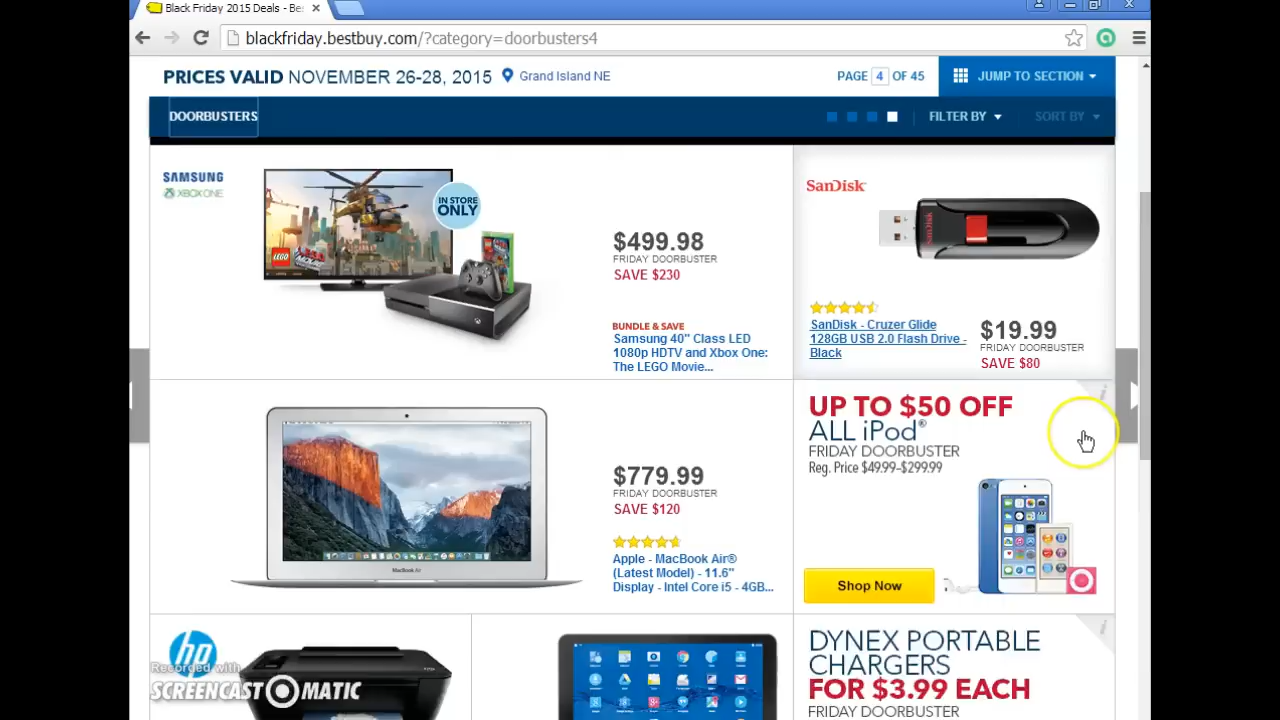 Black Friday 2015 Deals - Be
blackfriday.bestbuy.com/?category=doorbusters4
PRICES VALID NOVEMBER 26-28, 2015 Grand Island NE
PAGE 4 OF 45
JUMP TO SECTION
DOORBUSTERS
FILTER BY
SORT BY
SAMSUNG
XBOX ONE
IN STORE
ONLY
LEGO
$499.98
FRIDAY DOORBUSTER
SAVE $230
BUNDLE & SAVE
Samsung 40" Class LED
1080p HDTV and Xbox One:
The LEGO Movie...
SanDisk
SanDisk - Cruzer Glide
128GB USB 2.0 Flash Drive -
Black
$19.99
FRIDAY DOORBUSTER
SAVE $80
MacBook Air
$779.99
FRIDAY DOORBUSTER
SAVE $120
Apple - MacBook Air®
(Latest Model) - 11.6"
Display - Intel Core i5 - 4GB...
UP TO $50 OFF
ALL iPod®
FRIDAY DOORBUSTER
Reg. Price $49.99-$299.99
Shop Now
hp
DYNEX PORTABLE
CHARGERS
FOR $3.99 EACH
FRIDAY DOORBUSTER
Recorded with
SCREENCAST-O-MATIC